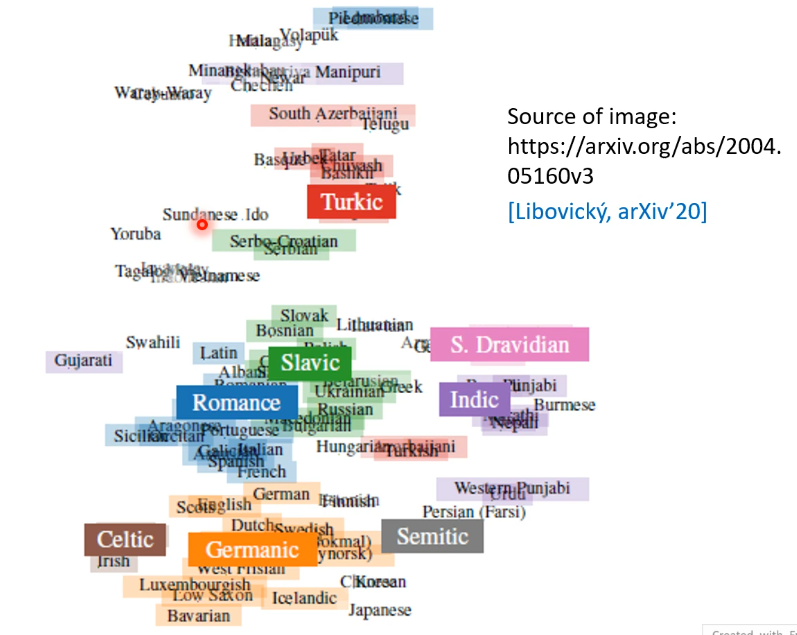 Piedmontese
Volapük
Malagasy
Minangkabau
Manipuri
Newar
Chechen
Waray-Waray
South Azerbaijani
Telugu
Source of image:
https://arxiv.org/abs/2004.
05160v3
[Libovický, arXiv’20]
Basque
Uzbek
Tatar
Chuvash
Bashkir
Turkic
Sundanese
Ido
Yoruba
Serbo-Croatian
Serbian
Tagalog
Vietnamese
Slovak
Bosnian
Lithuanian
Swahili
Latin
S. Dravidian
Gujarati
Slavic
Belarusian
Greek
Ukrainian
Punjabi
Romance
Indic
Burmese
Russian
Macedonian
Bulgarian
Nepali
Aragonese
Sicilian
Occitan
Portuguese
Galician
Italian
Spanish
French
Hungarian
Azerbaijani
Turkish
German
Finnish
Western Punjabi
Urdu
Scots
English
Persian (Farsi)
Dutch
Swedish
Celtic
Germanic
Semitic
Irish
West Frisian
Luxembourgish
Low Saxon
Icelandic
Korean
Japanese
Bavarian